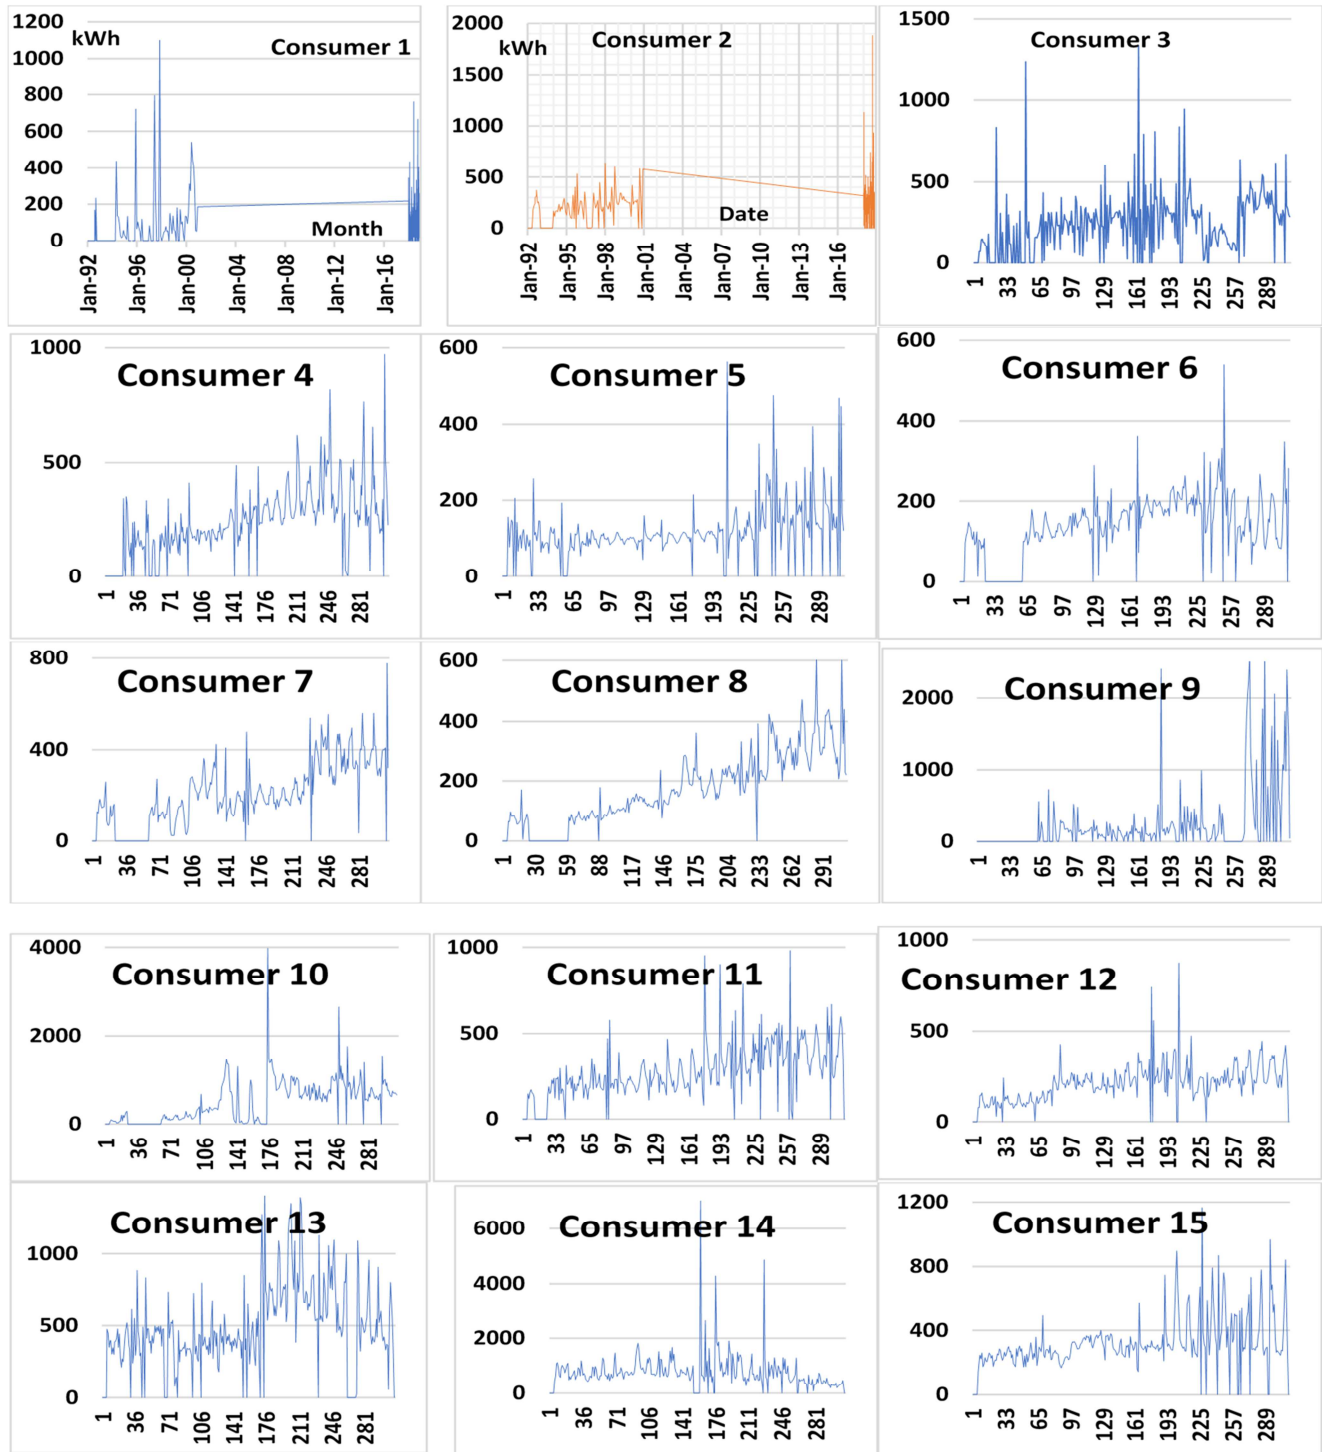 1200
1000
800
600
400
200
0
kWh
Consumer 1
Month
Jan-92
Jan-96
Jan-00
Jan-04
Jan-08
Jan-12
Jan-16
2000
1500
1000
500
0
kWh
Consumer 2
Date
Jan-92
Jan-95
Jan-98
Jan-01
Jan-04
Jan-07
Jan-10
Jan-13
Jan-16
1500
1000
500
0
Consumer 3
1 33 65 97 129 161 193 225 257 289
1000
500
0
Consumer 4
1 36 71 106 141 176 211 246 281
600
400
200
0
Consumer 5
1 33 65 97 129 161 193 225 257 289
600
400
200
0
Consumer 6
1 33 65 97 129 161 193 225 257 289
800
400
0
Consumer 7
1 36 71 106 141 176 211 246 281
600
400
200
0
Consumer 8
1 30 59 88 117 146 175 204 233 262 291
2000
1000
0
Consumer 9
1 33 65 97 129 161 193 225 257 289
4000
2000
0
Consumer 10
1 36 71 106 141 176 211 246 281
1000
500
0
Consumer 11
1 33 65 97 129 161 193 225 257 289
1000
500
0
Consumer 12
1 33 65 97 129 161 193 225 257 289
1000
500
0
Consumer 13
1 36 71 106 141 176 211 246 281
6000
4000
2000
0
Consumer 14
1 36 71 106 141 176 211 246 281
1200
800
400
0
Consumer 15
1 33 65 97 129 161 193 225 257 289